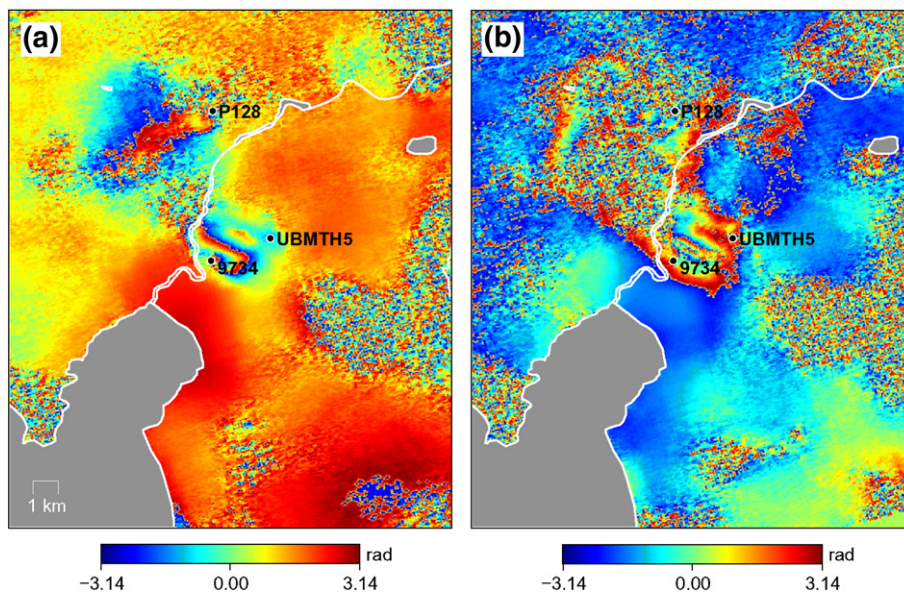 (a)
P128
UBMTH5
9734
1 km
−3.14 0.00 3.14 rad
(b)
P128
UBMTH5
9734
−3.14 0.00 3.14 rad